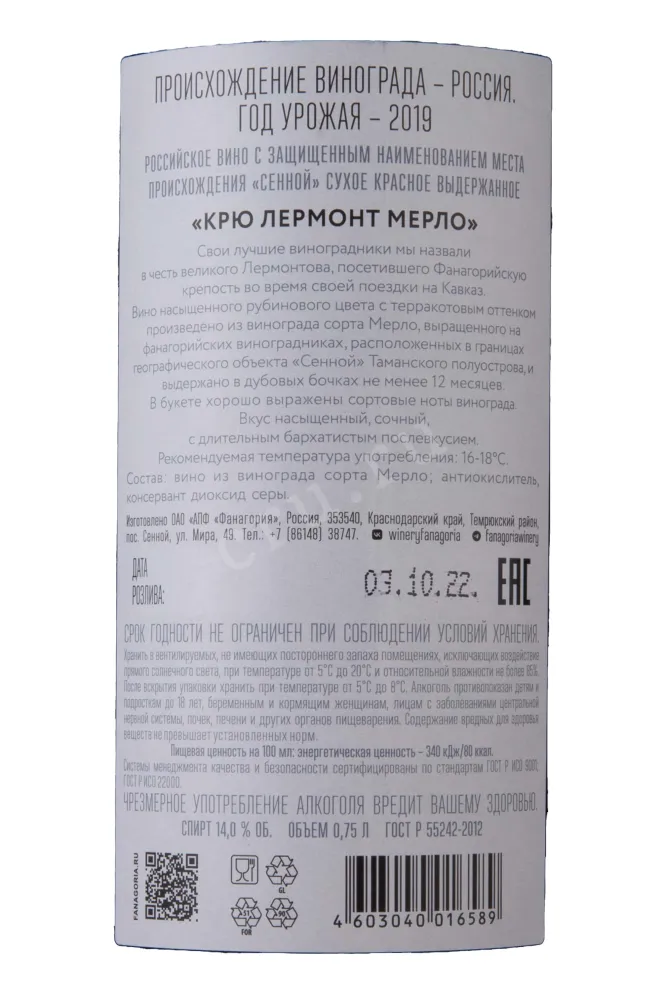 ПРОИСХОЖДЕНИЕ ВИНОГРАДА – РОССИЯ.
ГОД УРОЖАЯ – 2019
РОССИЙСКОЕ ВИНО С ЗАЩИЩЕННЫМ НАИМЕНОВАНИЕМ МЕСТА
ПРОИСХОЖДЕНИЯ «СЕННОЙ» СУХОЕ КРАСНОЕ ВЫДЕРЖАННОЕ
«КРЮ ЛЕРМОНТ МЕРЛО»
Свои лучшие виноградники мы назвали
в честь великого Лермонтова, посетившего Фанагорийскую
крепость во время своей поездки на Кавказ.
Вино насыщенного рубинового цвета с терракотовым оттенком
произведено из винограда сорта Мерло, выращенного на
фанагорийских виноградниках, расположенных в границах
географического объекта «Сенной» Таманского полуострова, и
выдержано в дубовых бочках не менее 12 месяцев.
В букете хорошо выражены сортовые ноты винограда.
Вкус насыщенный, сочный,
с длительным бархатистым послевкусием.
Рекомендуемая температура употребления: 16-18°С.
Состав: вино из винограда сорта Мерло; антиокислитель,
консервант диоксид серы.
Изготовлено ОАО «АПФ «Фанагория», Россия, 353540, Краснодарский край, Темрюкский район,
пос. Сенной, ул. Мира, 49. Тел.: +7 (86148) 38747. wineryfanagoria fanagoriawinery
ДАТА
РОЗЛИВА:
03.10.22.
EAC
СРОК ГОДНОСТИ НЕ ОГРАНИЧЕН ПРИ СОБЛЮДЕНИИ УСЛОВИЙ ХРАНЕНИЯ.
Хранить в вентилируемых, не имеющих постороннего запаха помещениях, исключающих воздействие
прямого солнечного света, при температуре от 5°С до 20°С и относительной влажности не более 85%.
После вскрытия упаковки хранить при температуре от 5°С до 8°С. Алкоголь противопоказан детям и
подросткам до 18 лет, беременным и кормящим женщинам, лицам с заболеваниями центральной
нервной системы, почек, печени и других органов пищеварения. Содержание вредных для здоровья
веществ не превышает установленных норм.
Пищевая ценность на 100 мл: энергетическая ценность – 340 кДж/80 ккал.
Системы менеджмента качества и безопасности сертифицированы по стандартам ГОСТ Р ИСО 9001,
ГОСТ Р ИСО 22000.
ЧРЕЗМЕРНОЕ УПОТРЕБЛЕНИЕ АЛКОГОЛЯ ВРЕДИТ ВАШЕМУ ЗДОРОВЬЮ.
СПИРТ 14,0 % ОБ. ОБЪЕМ 0,75 Л ГОСТ Р 55242-2012
FANAGORIA.RU
GL
51
FOR
90
4 603040 016589